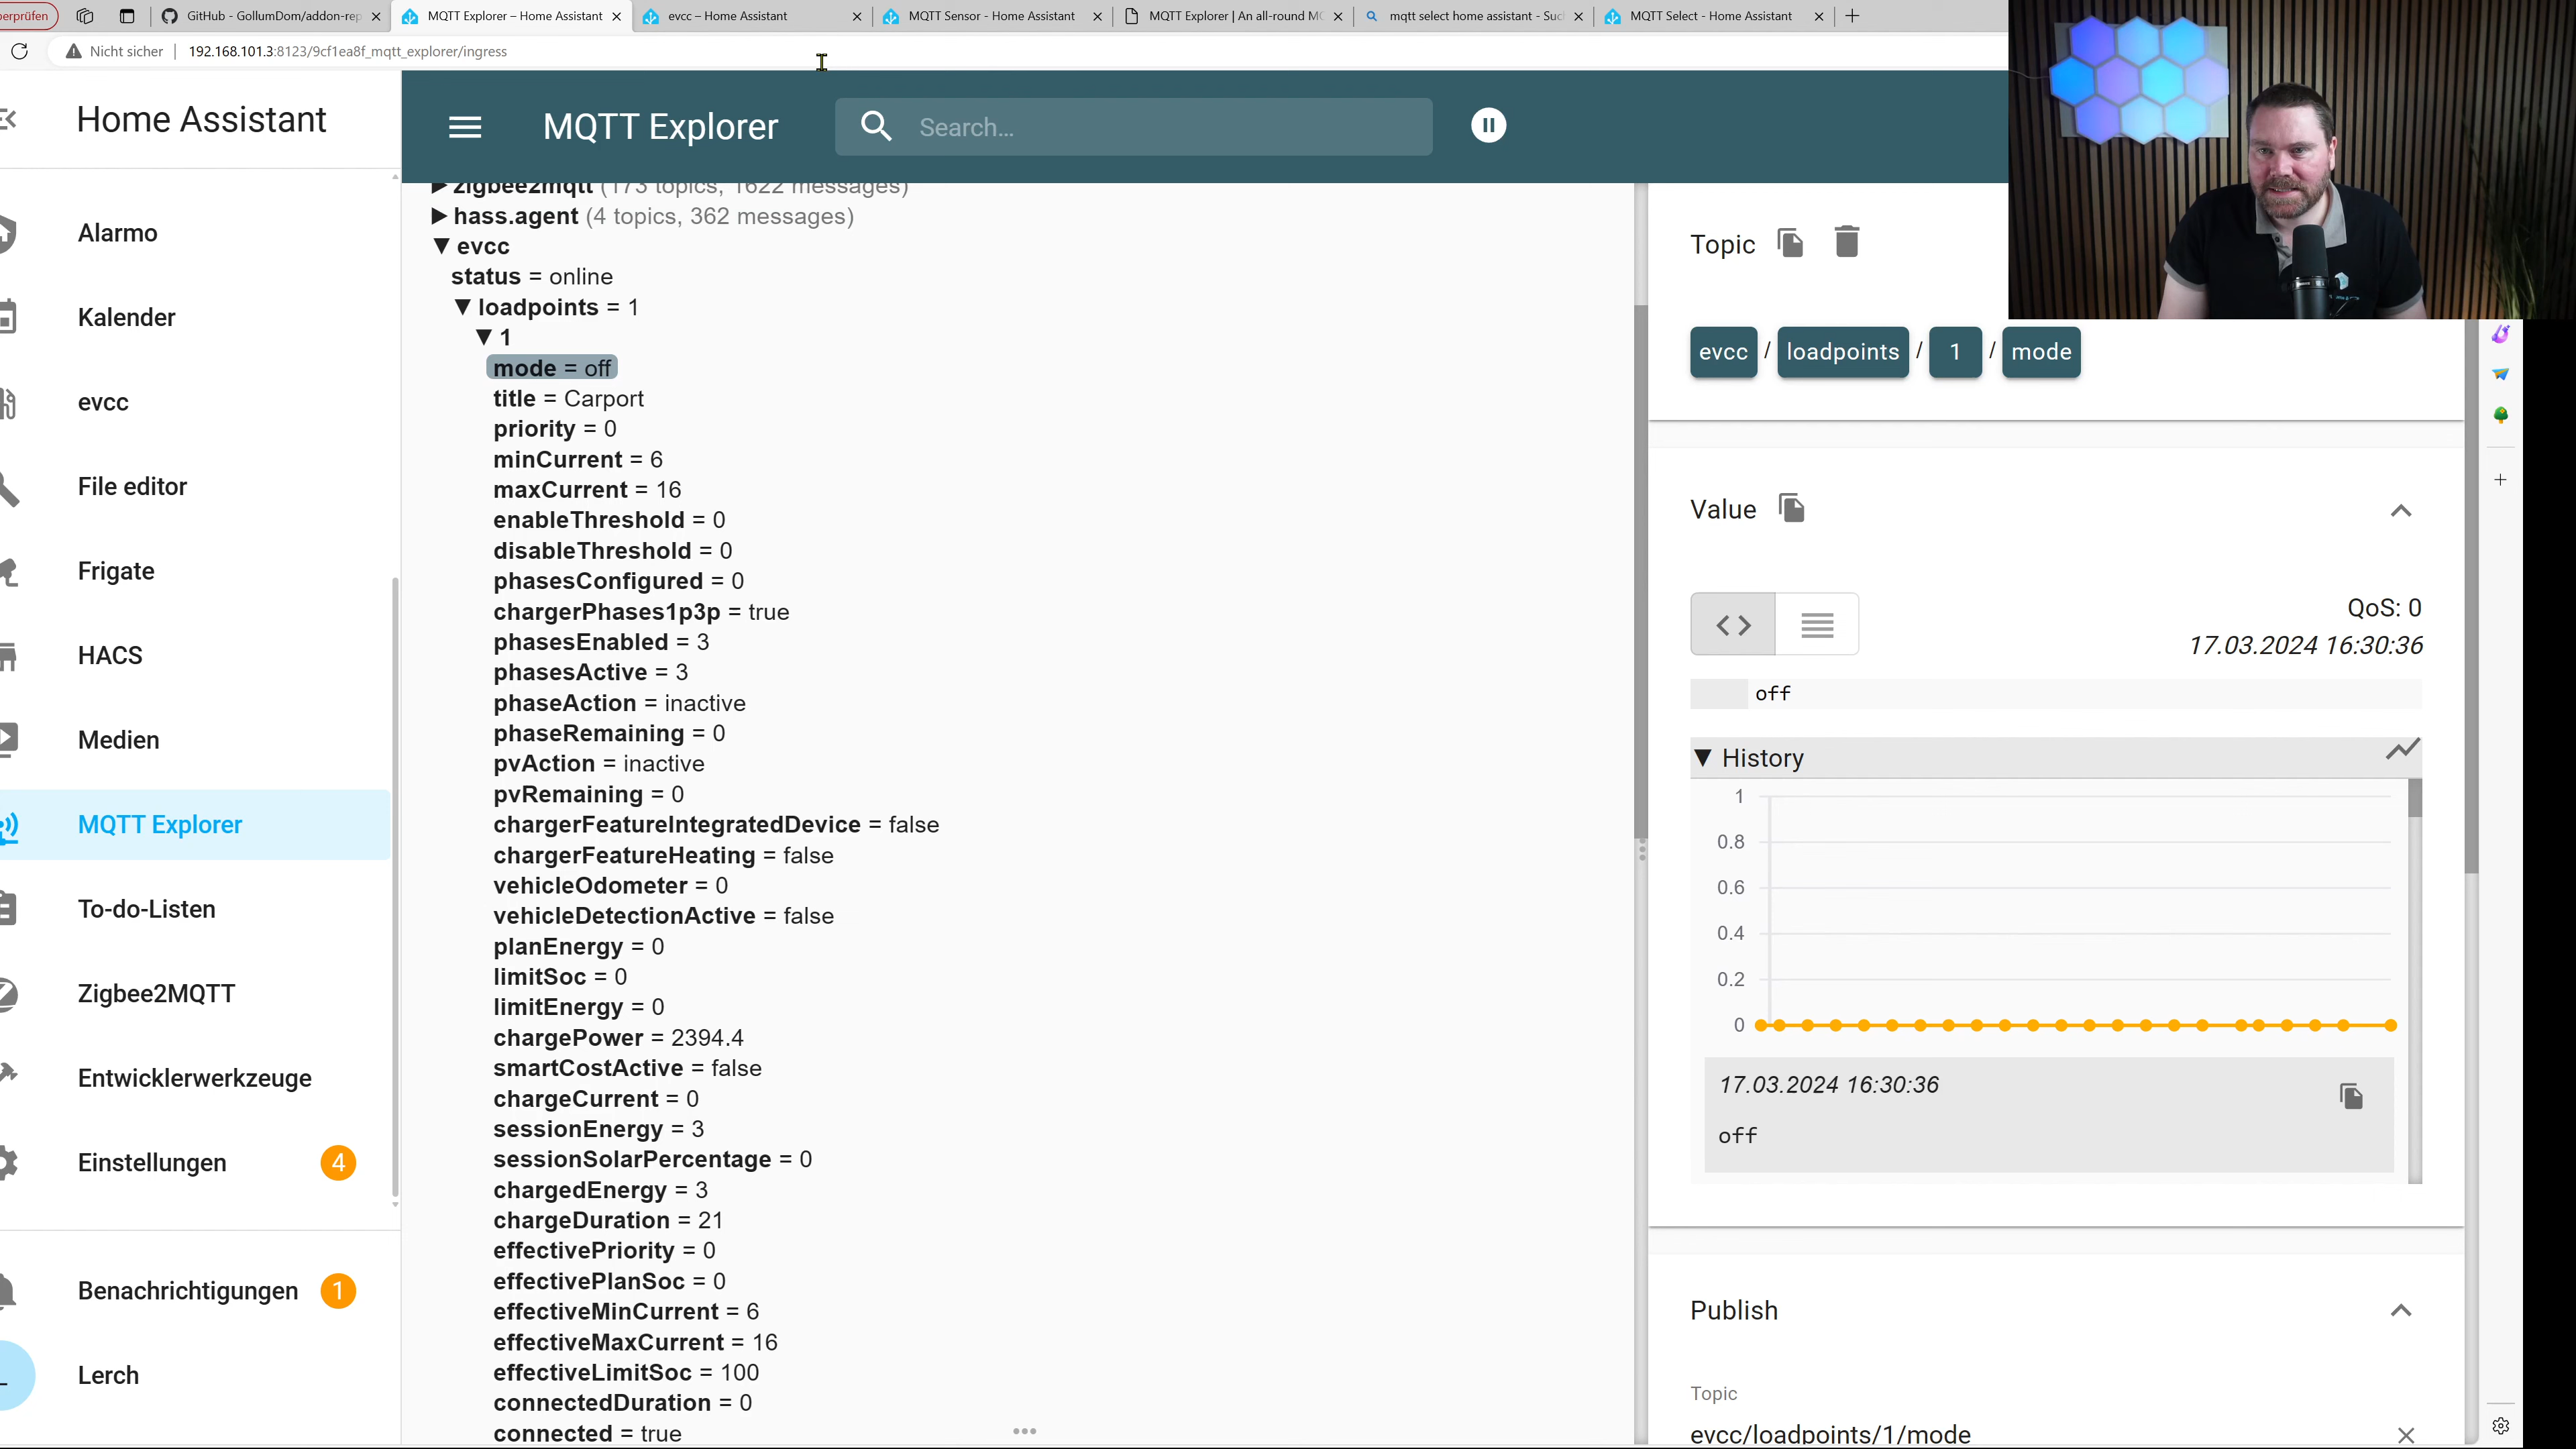 erprüfen
GitHub - GollumDom/addon-rep
MQTT Explorer – Home Assistant
evcc – Home Assistant
MQTT Sensor - Home Assistant
MQTT Explorer | An all-round MQ
mqtt select home assistant - Suc
MQTT Select - Home Assistant
Nicht sicher
192.168.101.3:8123/9cf1ea8f_mqtt_explorer/ingress
Home Assistant
MQTT Explorer
Search...
Alarmo
Kalender
evcc
File editor
Frigate
HACS
Medien
MQTT Explorer
To-do-Listen
Zigbee2MQTT
Entwicklerwerkzeuge
Einstellungen
4
Benachrichtigungen
1
Lerch
▶ zigbee2mqtt (173 topics, 1622 messages)
▶ hass.agent (4 topics, 362 messages)
▼ evcc
status = online
▼ loadpoints = 1
▼ 1
mode = off
title = Carport
priority = 0
minCurrent = 6
maxCurrent = 16
enableThreshold = 0
disableThreshold = 0
phasesConfigured = 0
chargerPhases1p3p = true
phasesEnabled = 3
phasesActive = 3
phaseAction = inactive
phaseRemaining = 0
pvAction = inactive
pvRemaining = 0
chargerFeatureIntegratedDevice = false
chargerFeatureHeating = false
vehicleOdometer = 0
vehicleDetectionActive = false
planEnergy = 0
limitSoc = 0
limitEnergy = 0
chargePower = 2394.4
smartCostActive = false
chargeCurrent = 0
sessionEnergy = 3
sessionSolarPercentage = 0
chargedEnergy = 3
chargeDuration = 21
effectivePriority = 0
effectivePlanSoc = 0
effectiveMinCurrent = 6
effectiveMaxCurrent = 16
effectiveLimitSoc = 100
connectedDuration = 0
connected = true
Topic
evcc / loadpoints / 1 / mode
Value
QoS: 0
17.03.2024 16:30:36
off
▼ History
1
0.8
0.6
0.4
0.2
0
17.03.2024 16:30:36
off
Publish
Topic
evcc/loadpoints/1/mode